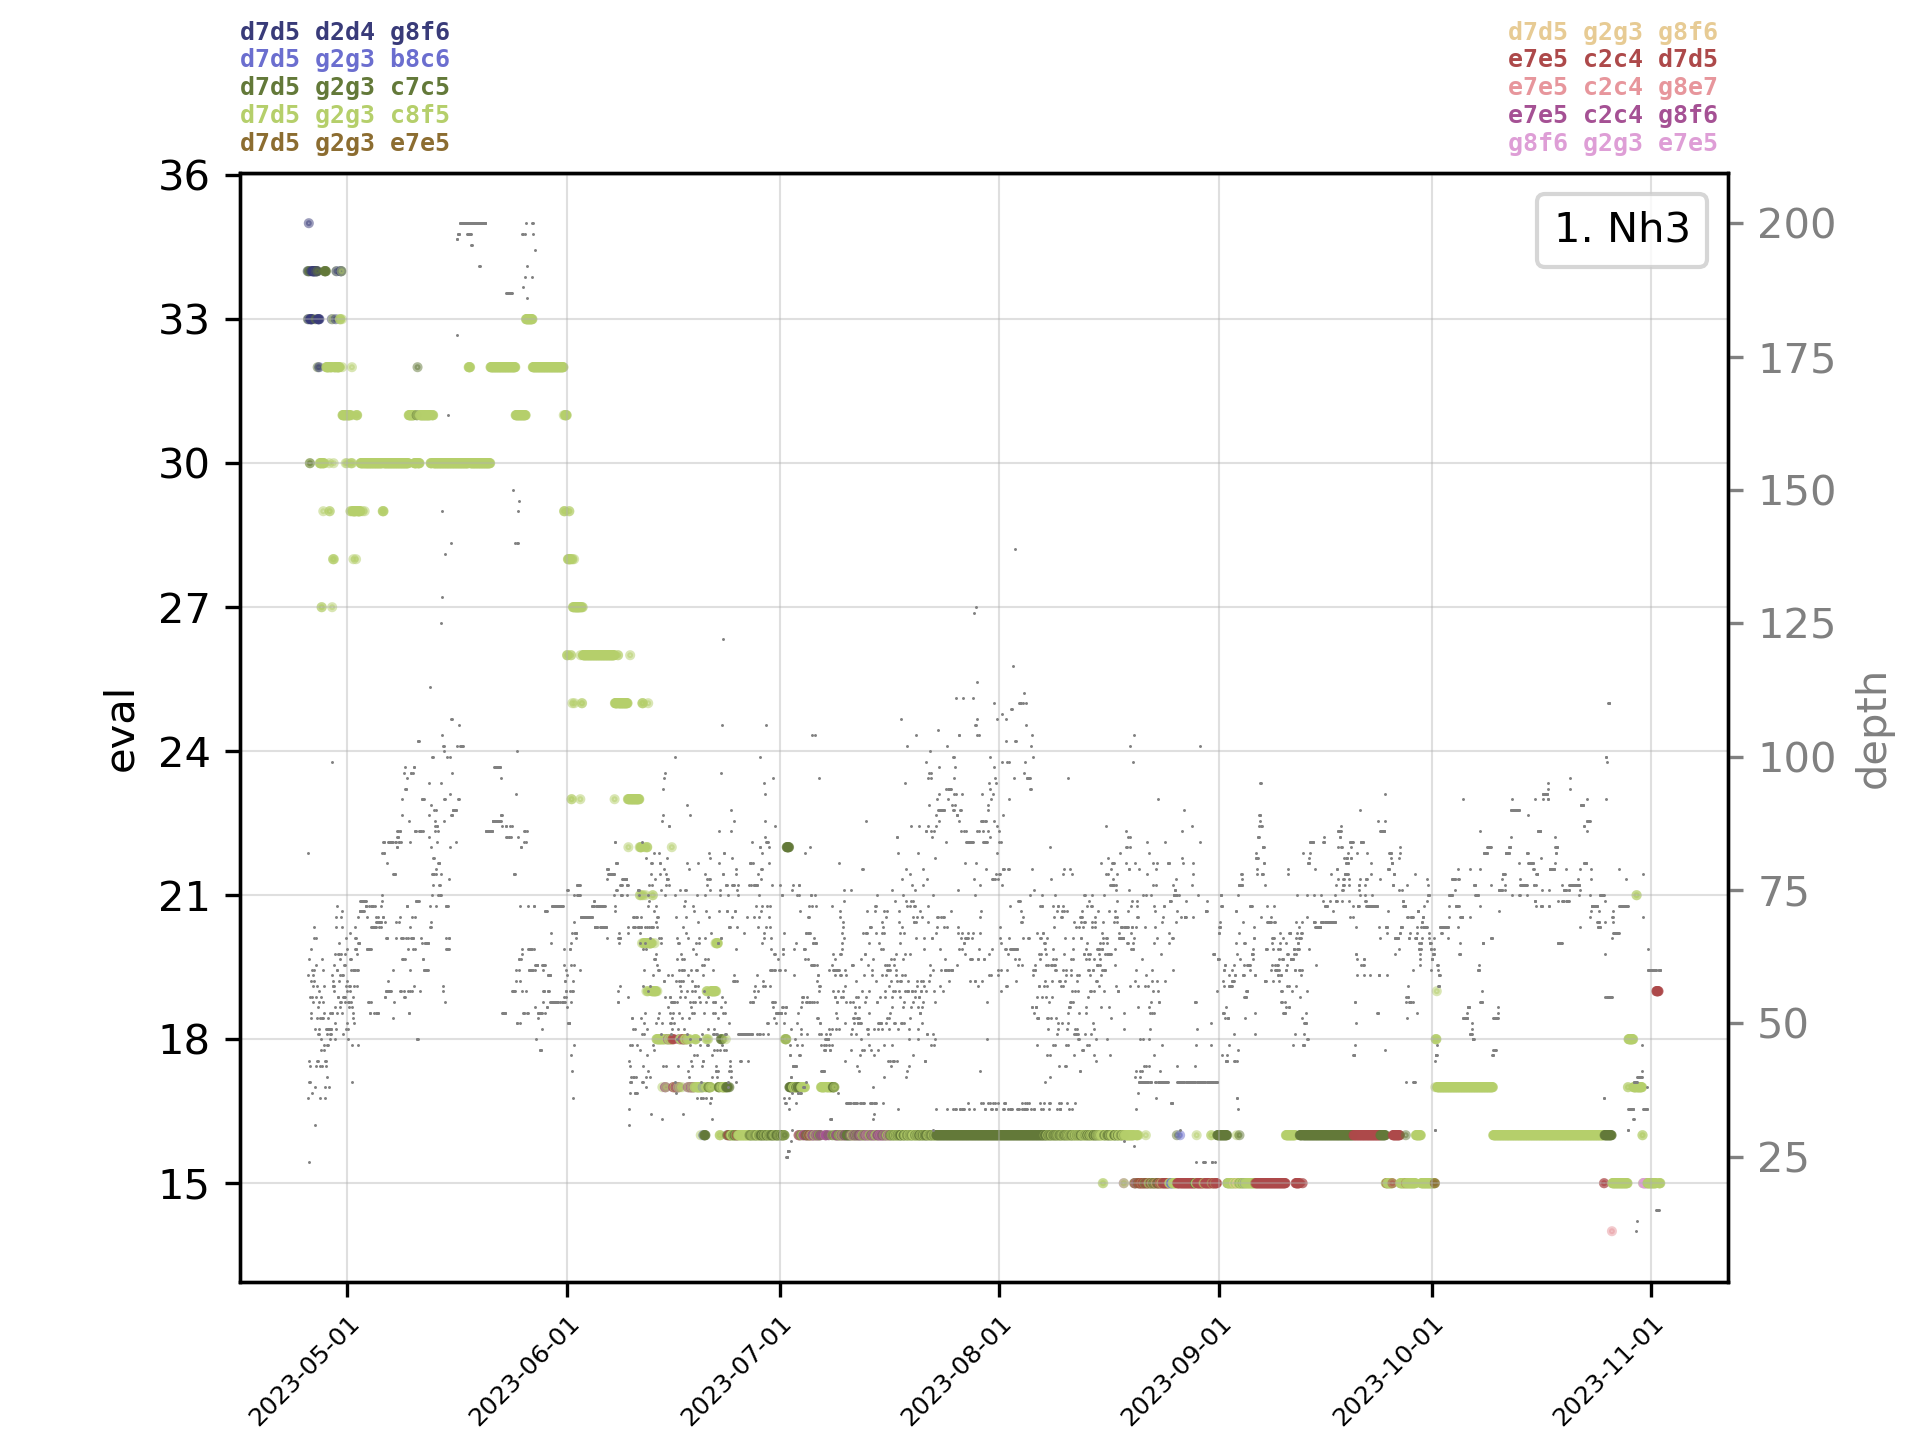 d7d5 d2d4 g8f6
d7d5 g2g3 b8c6
d7d5 g2g3 c7c5
d7d5 g2g3 c8f5
d7d5 g2g3 e7e5
d7d5 g2g3 g8f6
e7e5 c2c4 d7d5
e7e5 c2c4 g8e7
e7e5 c2c4 g8f6
g8f6 g2g3 e7e5
1. Nh3
eval
36
33
30
27
24
21
18
15
depth
200
175
150
125
100
75
50
25
2023-05-01
2023-06-01
2023-07-01
2023-08-01
2023-09-01
2023-10-01
2023-11-01